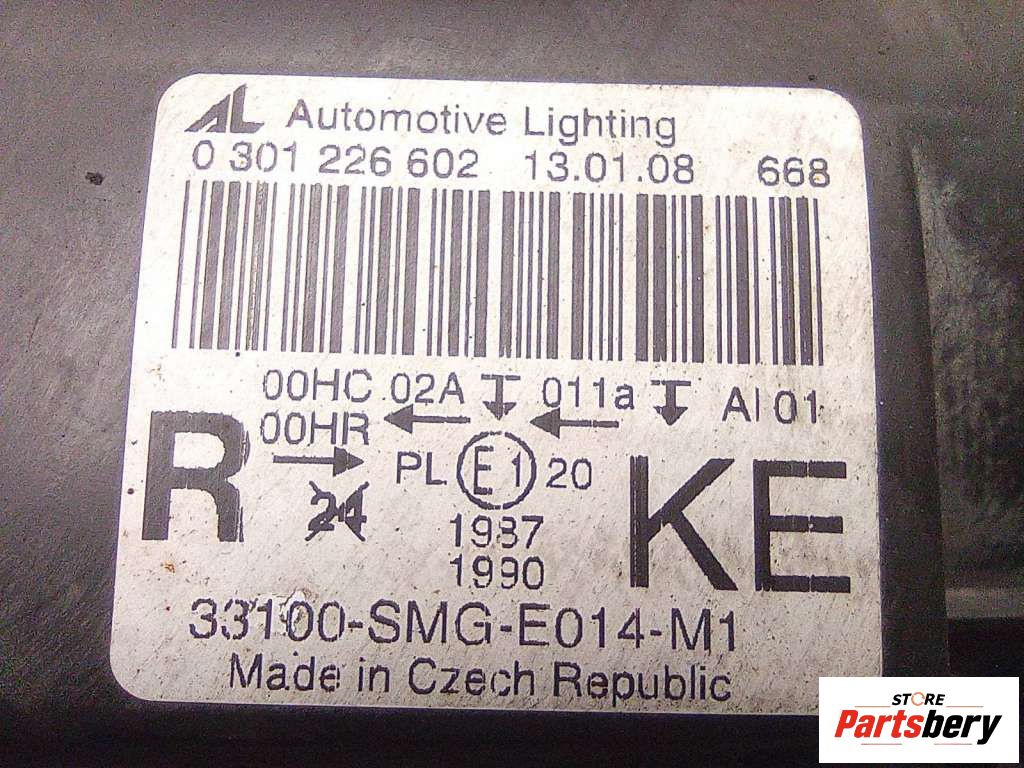 AL Automotive Lighting
0 301 226 602 13.01.08 668
00HC 02A 011a AI 01
00HR
R PL E1 20 KE
24
1987
1990
33100-SMG-E014-M1
Made in Czech Republic
STORE
Partsbery